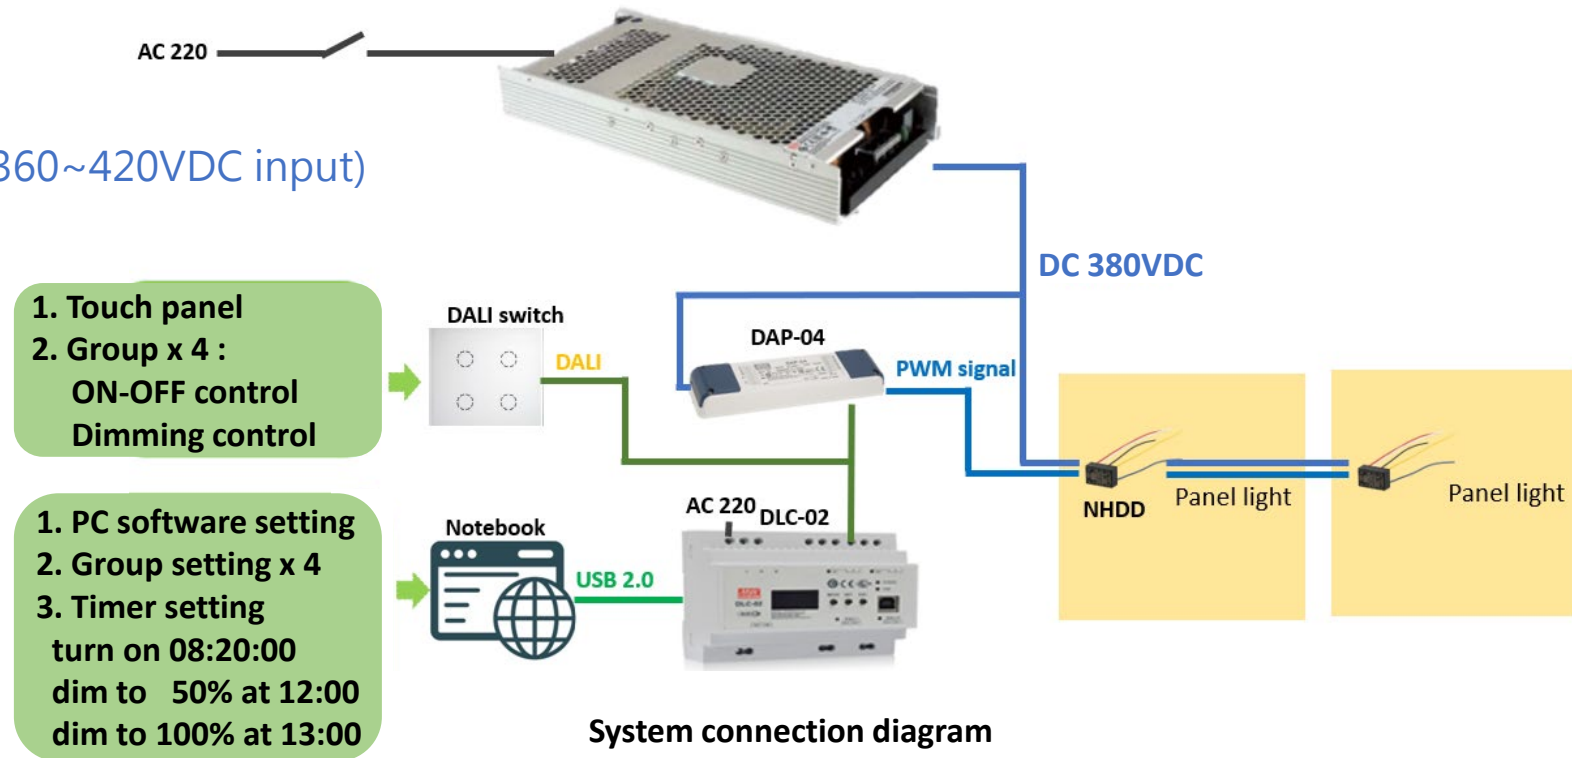 AC 220
360~420VDC input)
DC 380VDC
1. Touch panel
2. Group x 4 :
ON-OFF control
Dimming control
DALI switch
DALI
DAP-04
PWM signal
NHDD
Panel light
Panel light
1. PC software setting
2. Group setting x 4
3. Timer setting
turn on 08:20:00
dim to 50% at 12:00
dim to 100% at 13:00
Notebook
USB 2.0
AC 220
DLC-02
DLC-02
System connection diagram